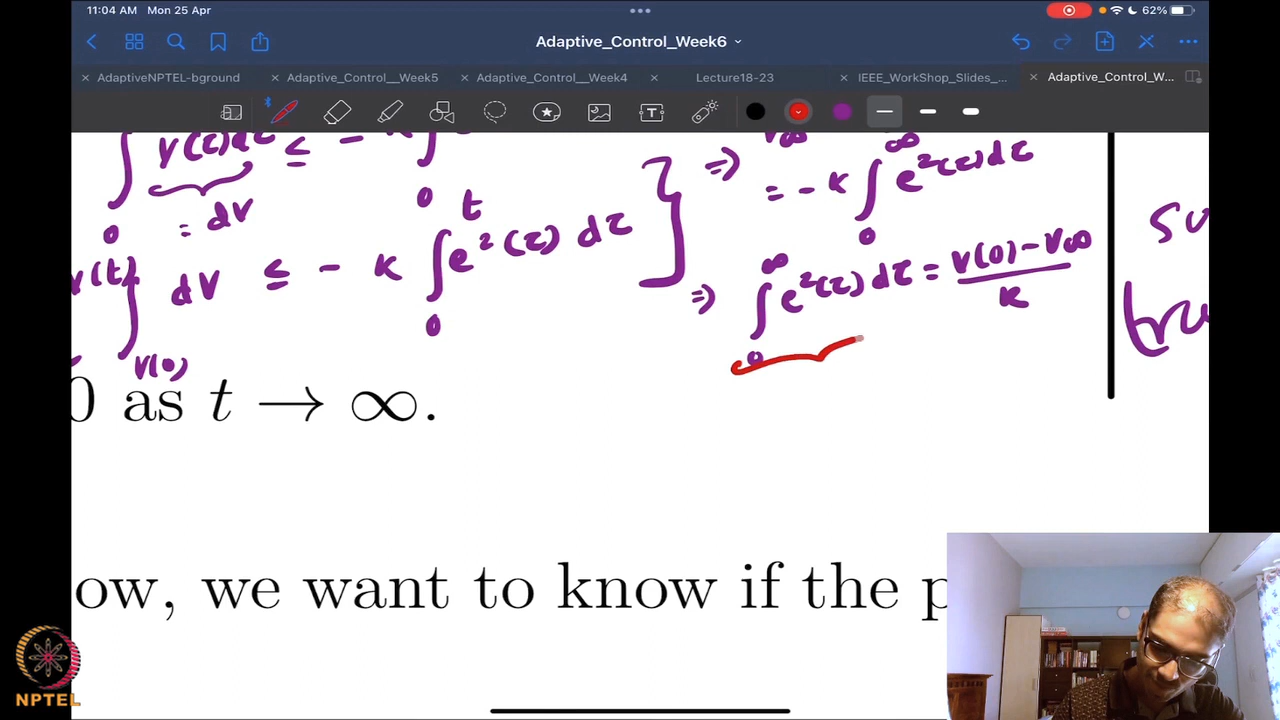 11:04 AM Mon 25 Apr
62%
Adaptive_Control_Week6
AdaptiveNPTEL-bground
Adaptive_Control__Week5
Adaptive_Control__Week4
Lecture18-23
IEEE_WorkShop_Slides_...
Adaptive_Control_W...
∫ V̇(τ)dτ ≤ - K ∫
0 = dV 0
⇒ V∞
= - K ∫₀^∞ e²(τ)dτ
∫_{V(0)}^{V(t)} dV ≤ - K ∫₀^t e²(τ) dτ
⇒ ∫₀^∞ e²(τ)dτ = (V(0) - V∞)/K
0 as t → ∞.
ow, we want to know if the p
NPTEL